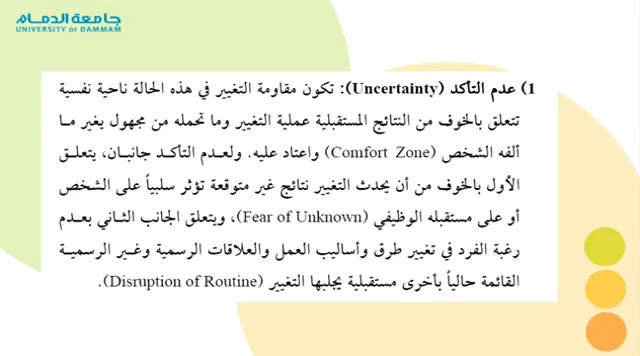 جامعة الدمام
UNIVERSITY OF DAMMAM
1) عدم التأكد (Uncertainty): تكون مقاومة التغيير في هذه الحالة ناحية نفسية
تتعلق بالخوف من النتائج المستقبلية عملية التغيير وما تحمله من مجهول يغير ما
ألفه الشخص (Comfort Zone) واعتاد عليه. ولعدم التأكد جانبان، يتعلق
الأول بالخوف من أن يحدث التغيير نتائج غير متوقعة تؤثر سلبياً على الشخص
أو على مستقبله الوظيفي (Fear of Unknown)، ويتعلق الجانب الثاني بعدم
رغبة الفرد في تغيير طرق وأساليب العمل والعلاقات الرسمية وغير الرسمية
القائمة حالياً بأخرى مستقبلية يجلبها التغيير (Disruption of Routine).